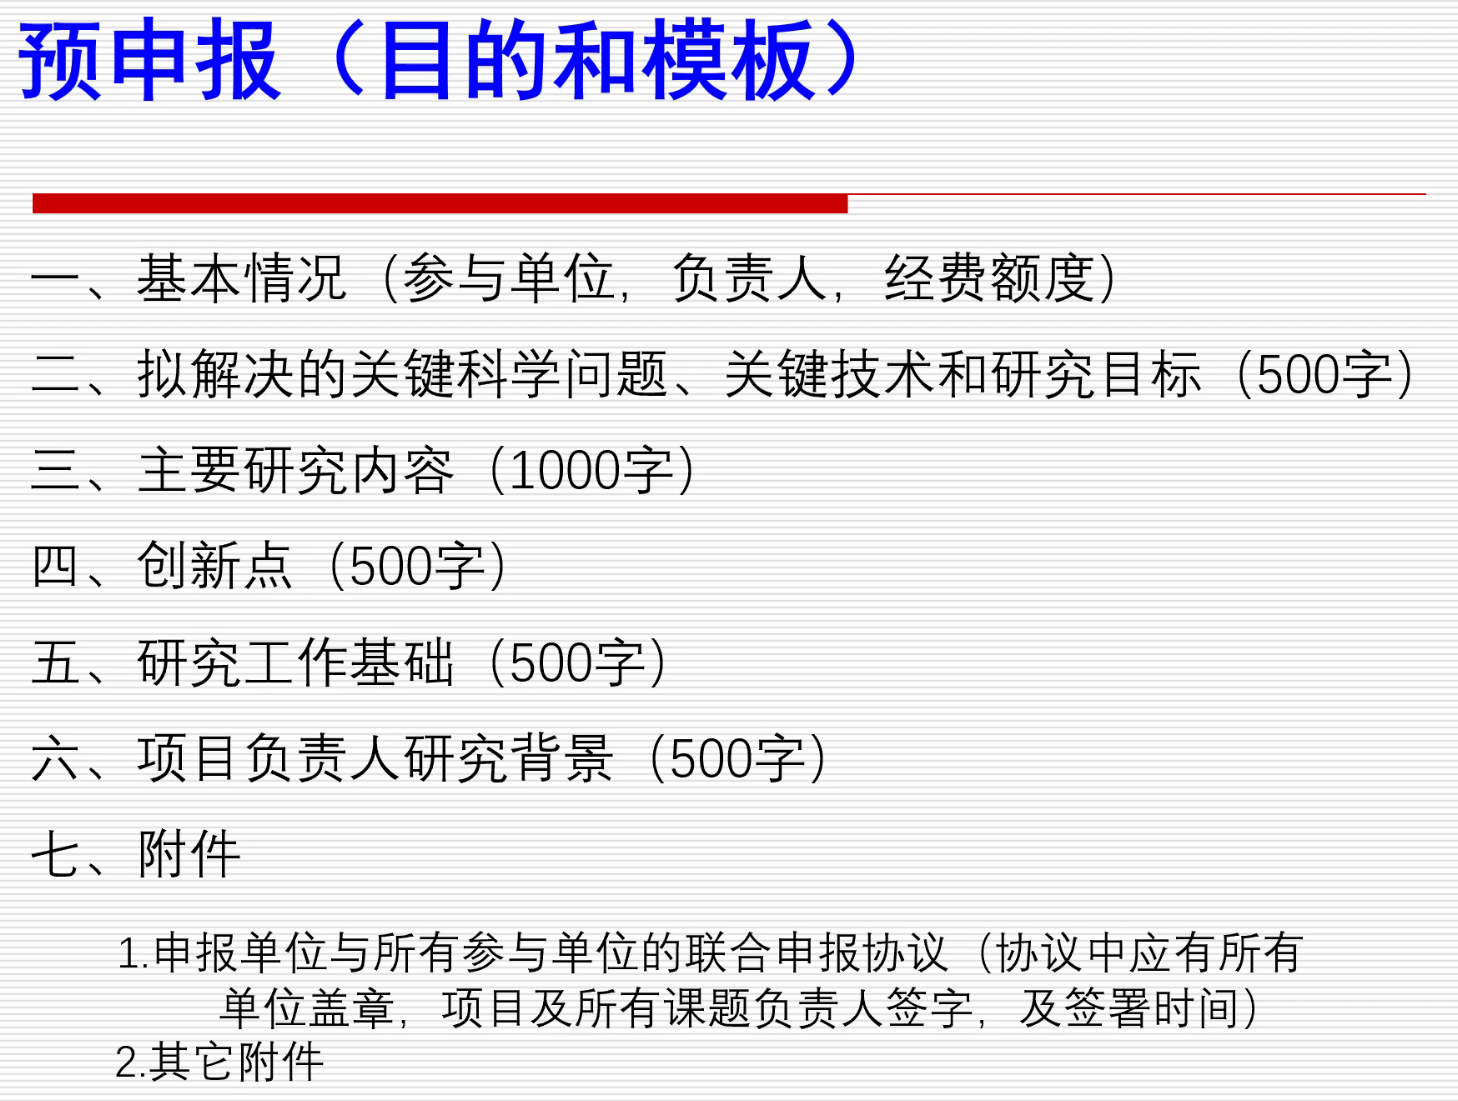 预申报（目的和模板）
一、基本情况（参与单位，负责人，经费额度）
二、拟解决的关键科学问题、关键技术和研究目标（500字）
三、主要研究内容（1000字）
四、创新点（500字）
五、研究工作基础（500字）
六、项目负责人研究背景（500字）
七、附件
1.申报单位与所有参与单位的联合申报协议（协议中应有所有
单位盖章，项目及所有课题负责人签字，及签署时间）
2.其它附件